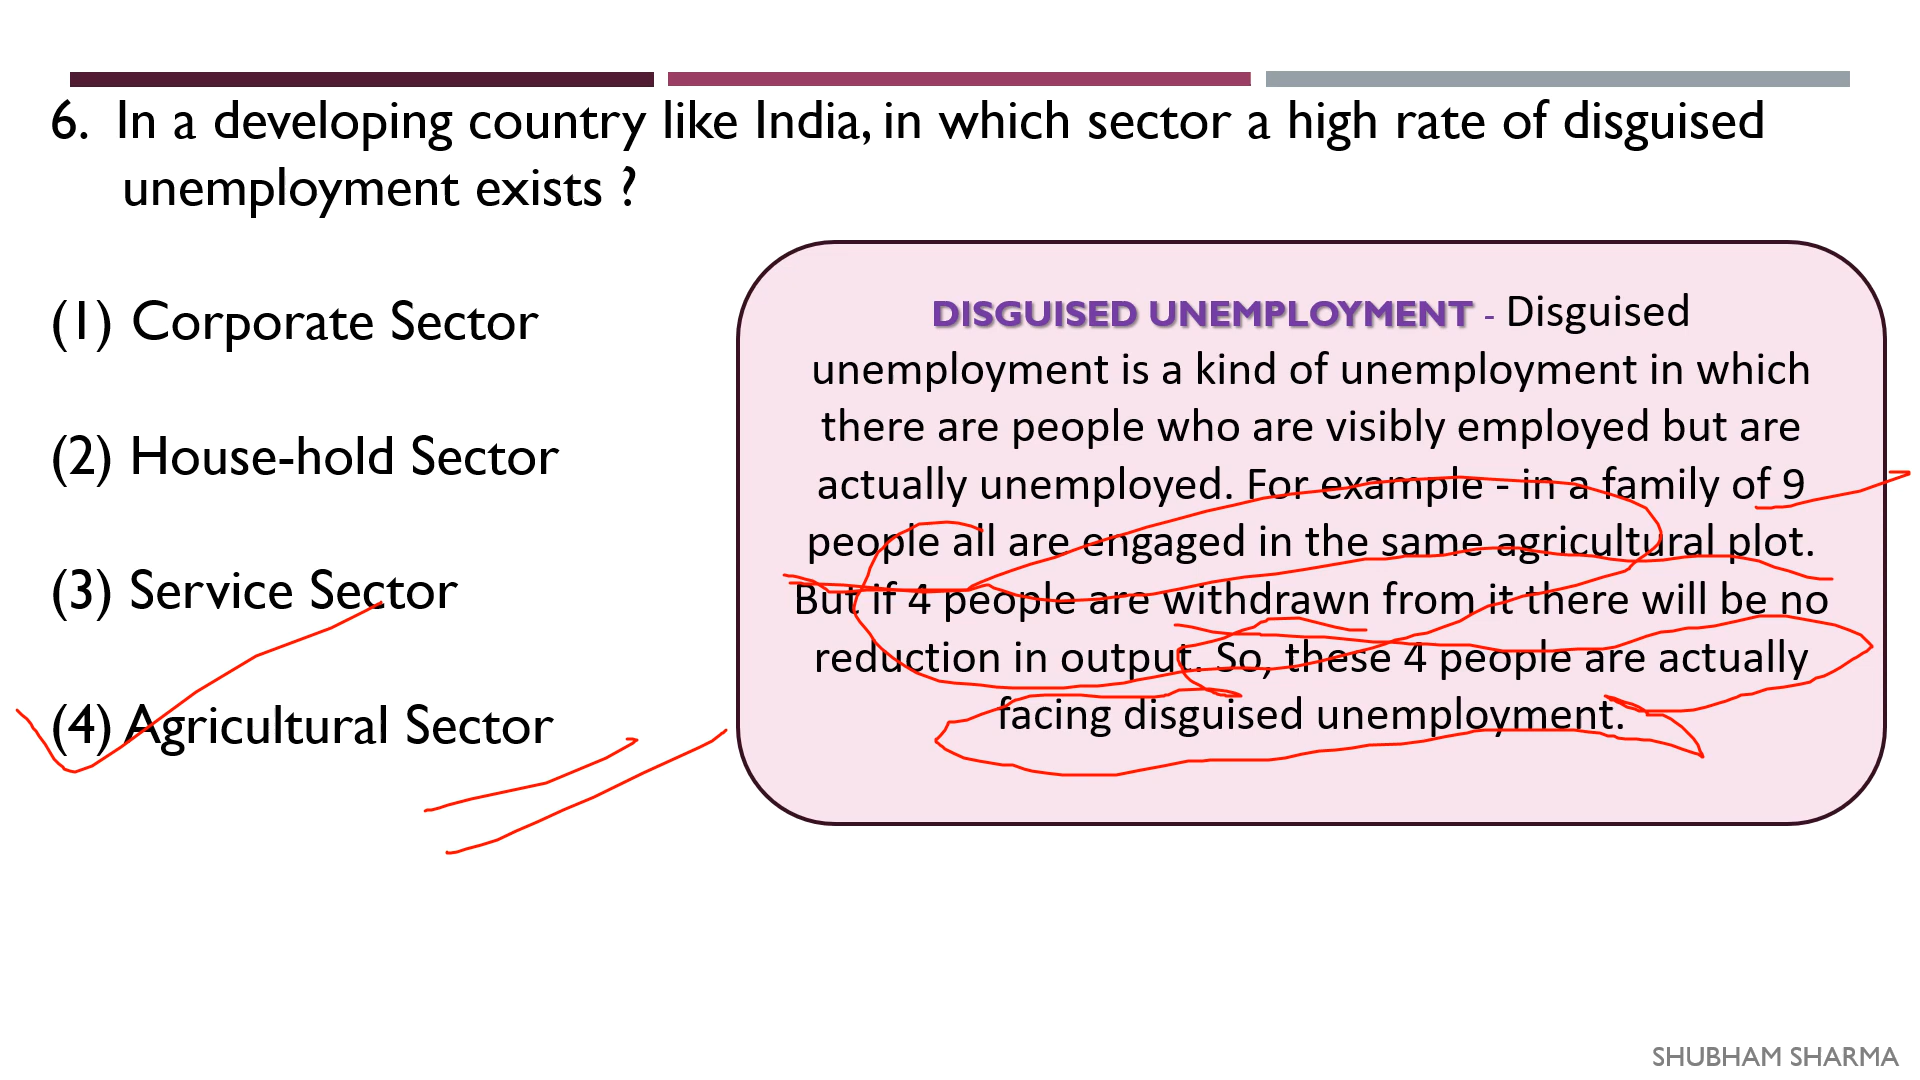 6. In a developing country like India, in which sector a high rate of disguised
unemployment exists ?
(1) Corporate Sector
(2) House-hold Sector
(3) Service Sector
(4) Agricultural Sector
DISGUISED UNEMPLOYMENT - Disguised
unemployment is a kind of unemployment in which
there are people who are visibly employed but are
actually unemployed. For example - in a family of 9
people all are engaged in the same agricultural plot.
But if 4 people are withdrawn from it there will be no
reduction in output. So, these 4 people are actually
facing disguised unemployment.
SHUBHAM SHARMA